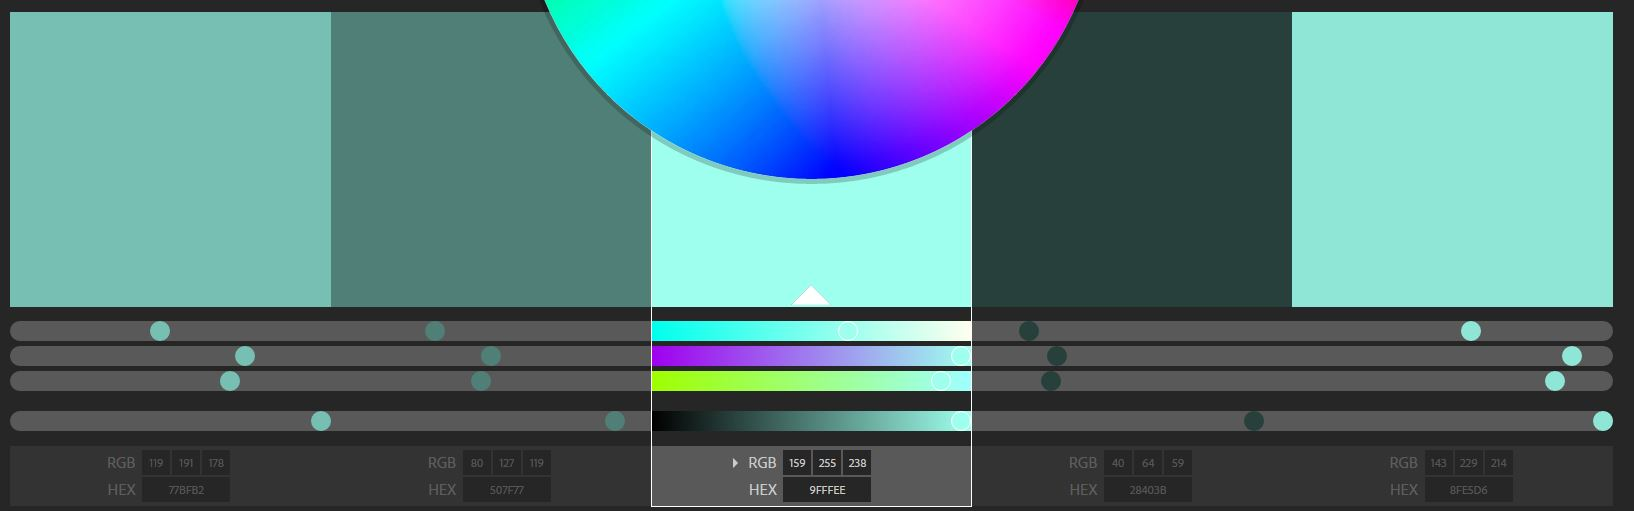 RGB 119 191 178
HEX 77BFB2
RGB 80 127 119
HEX 507F77
RGB 159 255 238
HEX 9FFFEE
RGB 40 64 59
HEX 28403B
RGB 143 229 214
HEX 8FE5D6